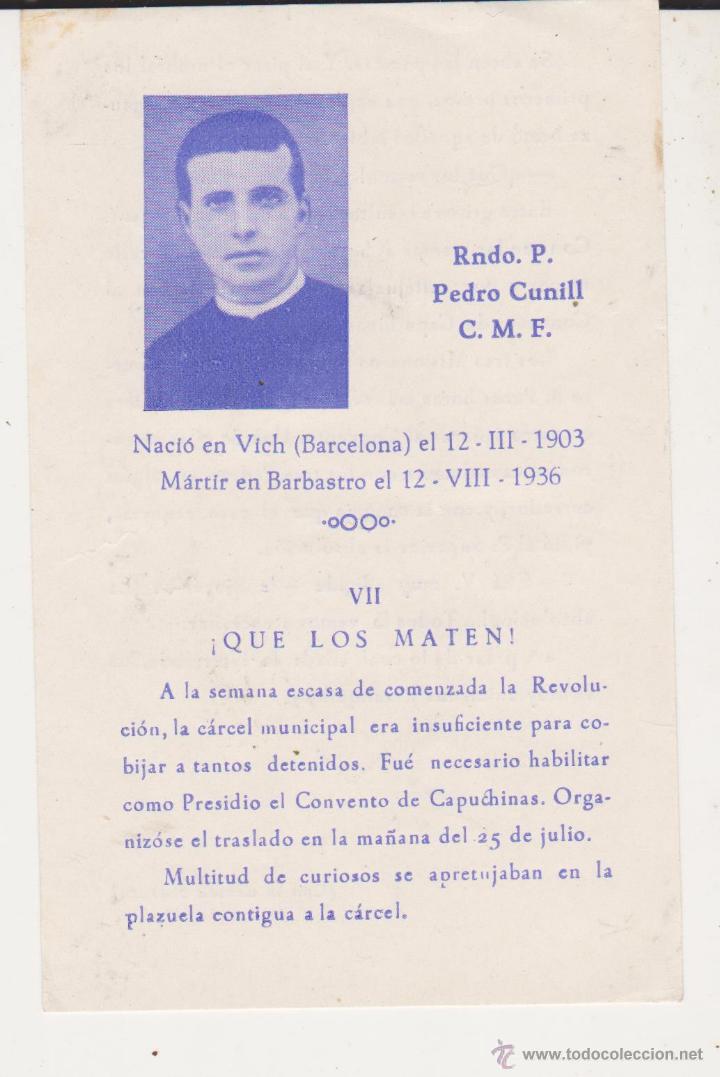 Rndo. P.
Pedro Cunill
C. M. F.
Nació en Vich (Barcelona) el 12 - III - 1903
Mártir en Barbastro el 12 - VIII - 1936
VII
¡QUE LOS MATEN!
A la semana escasa de comenzada la Revolu-
ción, la cárcel municipal era insuficiente para co-
bijar a tantos detenidos. Fué necesario habilitar
como Presidio el Convento de Capuchinas. Orga-
nizóse el traslado en la mañana del 25 de julio.
Multitud de curiosos se apretujaban en la
plazuela contigua a la cárcel.
www.todocoleccion.net